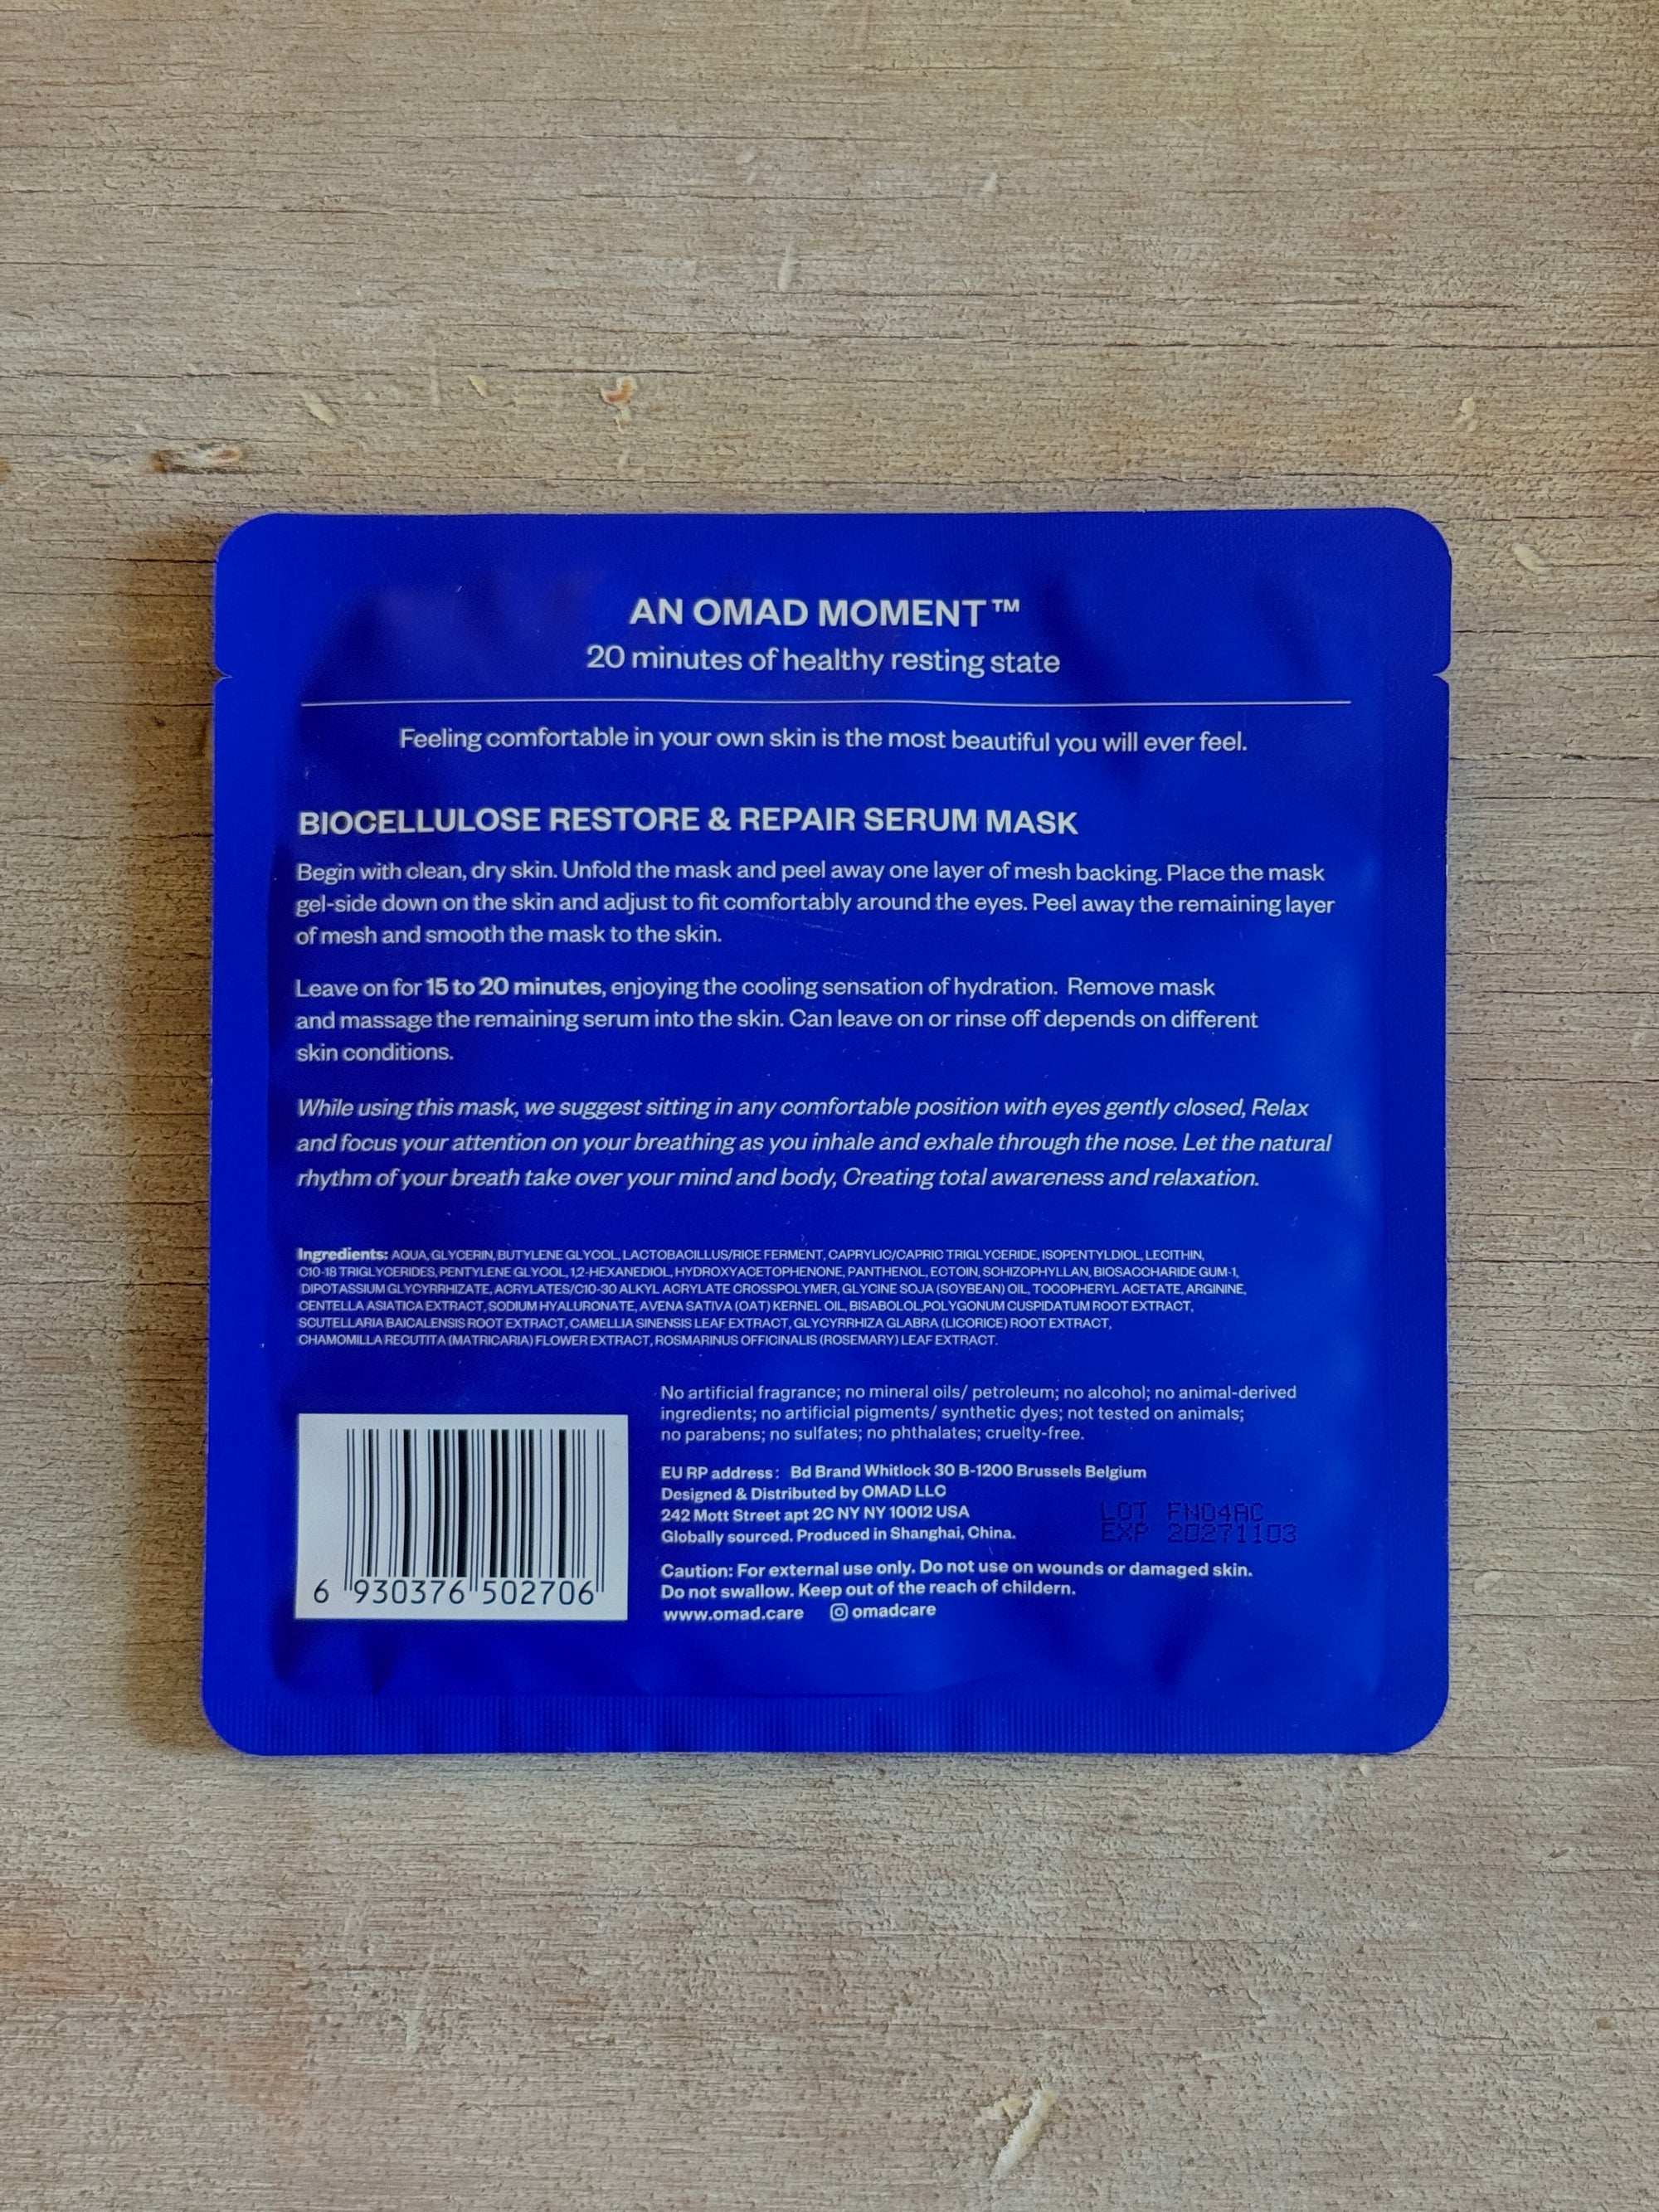 AN OMAD MOMENT™
20 minutes of healthy resting state
Feeling comfortable in your own skin is the most beautiful you will ever feel.
BIOCELLULOSE RESTORE & REPAIR SERUM MASK
Begin with clean, dry skin. Unfold the mask and peel away one layer of mesh backing. Place the mask
gel-side down on the skin and adjust to fit comfortably around the eyes. Peel away the remaining layer
of mesh and smooth the mask to the skin.
Leave on for 15 to 20 minutes, enjoying the cooling sensation of hydration. Remove mask
and massage the remaining serum into the skin. Can leave on or rinse off depends on different
skin conditions.
While using this mask, we suggest sitting in any comfortable position with eyes gently closed, Relax
and focus your attention on your breathing as you inhale and exhale through the nose. Let the natural
rhythm of your breath take over your mind and body, Creating total awareness and relaxation.
Ingredients: AQUA, GLYCERIN, BUTYLENE GLYCOL, LACTOBACILLUS/RICE FERMENT, CAPRYLIC/CAPRIC TRIGLYCERIDE, ISOPENTYLDIOL, LECITHIN,
C10-18 TRIGLYCERIDES, PENTYLENE GLYCOL, 1,2-HEXANEDIOL, HYDROXYACETOPHENONE, PANTHENOL, ECTOIN, SCHIZOPHYLLAN, BIOSACCHARIDE GUM-1,
DIPOTASSIUM GLYCYRRHIZATE, ACRYLATES/C10-30 ALKYL ACRYLATE CROSSPOLYMER, GLYCINE SOJA (SOYBEAN) OIL, TOCOPHERYL ACETATE, ARGININE,
CENTELLA ASIATICA EXTRACT, SODIUM HYALURONATE, AVENA SATIVA (OAT) KERNEL OIL, BISABOLOL,POLYGONUM CUSPIDATUM ROOT EXTRACT,
SCUTELLARIA BAICALENSIS ROOT EXTRACT, CAMELLIA SINENSIS LEAF EXTRACT, GLYCYRRHIZA GLABRA (LICORICE) ROOT EXTRACT,
CHAMOMILLA RECUTITA (MATRICARIA) FLOWER EXTRACT, ROSMARINUS OFFICINALIS (ROSEMARY) LEAF EXTRACT.
No artificial fragrance; no mineral oils/ petroleum; no alcohol; no animal-derived
ingredients; no artificial pigments/ synthetic dyes; not tested on animals;
no parabens; no sulfates; no phthalates; cruelty-free.
EU RP address : Bd Brand Whitlock 30 B-1200 Brussels Belgium
Designed & Distributed by OMAD LLC
242 Mott Street apt 2C NY NY 10012 USA
Globally sourced. Produced in Shanghai, China.
LOT FND4AC
EXP 20271103
Caution: For external use only. Do not use on wounds or damaged skin.
Do not swallow. Keep out of the reach of childern.
www.omad.care omadcare
6 930376 502706